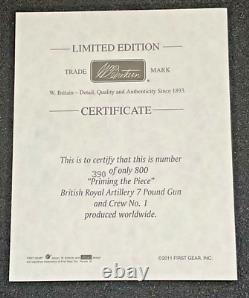 LIMITED EDITION
TRADE W. Britain MARK
W. Britain – Detail, Quality and Authenticity Since 1893.
CERTIFICATE
This is to certify that this is number
390 of only 800
"Priming the Piece"
British Royal Artillery 7 Pound Gun
and Crew No. 1
produced worldwide.
©2011 FIRST GEAR, INC.